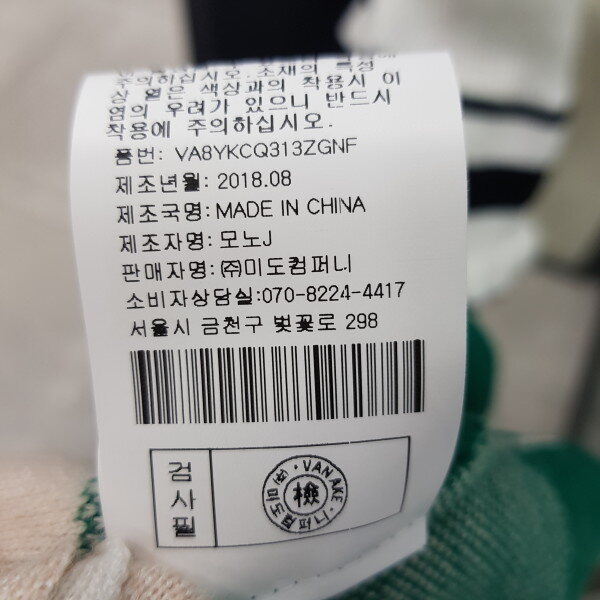 주의하십시오.소재의 특성
상 옅은 색상과의 착용시 이
염의 우려가 있으니 반드시
착용에 주의하십시오.
품번: VA8YKCQ313ZGNF
제조년월: 2018.08
제조국명: MADE IN CHINA
제조자명: 모노J
판매자명: ㈜미도컴퍼니
소비자상담실:070-8224-4417
서울시 금천구 벚꽃로 298
검사필
VAN AKE
㈜미도컴퍼니
檢